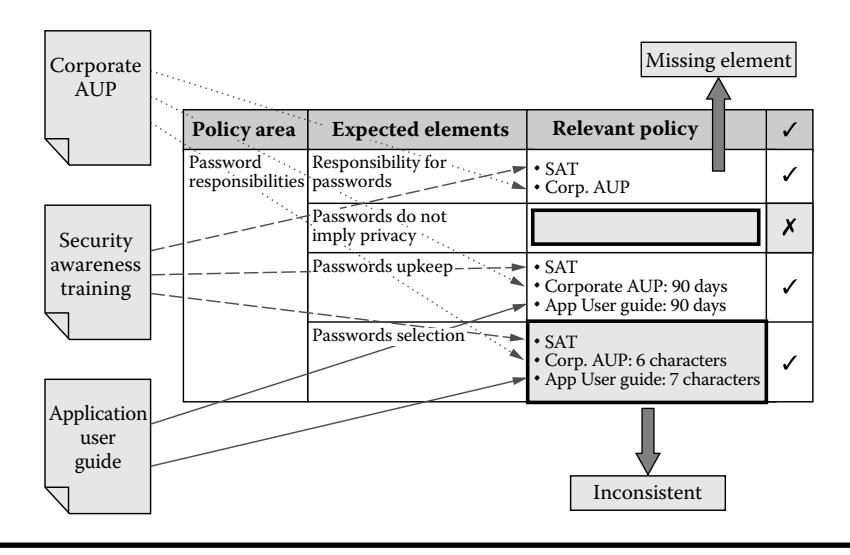 Corporate
AUP
Missing element
Policy area Expected elements Relevant policy ✓
Password
responsibilities
Responsibility for
passwords
• SAT
• Corp. AUP
✓
Passwords do not
imply privacy
✗
Security
awareness
training
Passwords upkeep
• SAT
• Corporate AUP: 90 days
• App User guide: 90 days
✓
Passwords selection
• SAT
• Corp. AUP: 6 characters
• App User guide: 7 characters
✓
Application
user
guide
Inconsistent